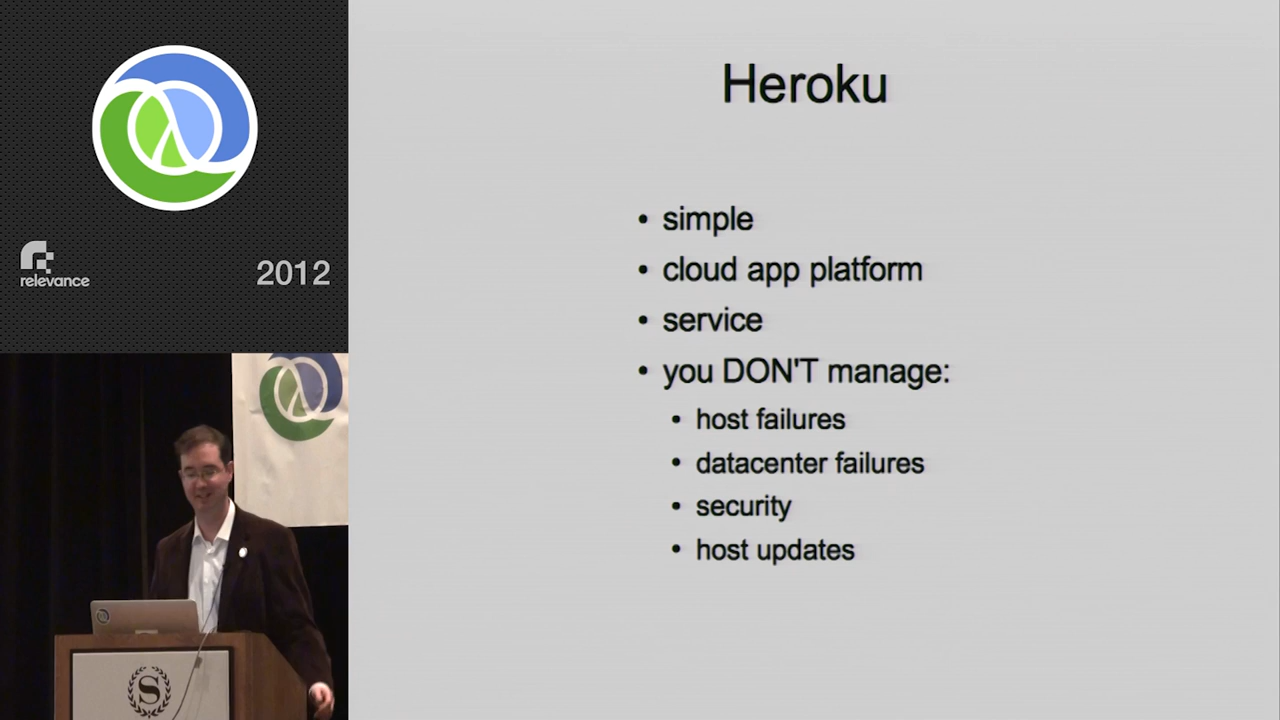 relevance
2012
Heroku
• simple
• cloud app platform
• service
• you DON'T manage:
• host failures
• datacenter failures
• security
• host updates
S